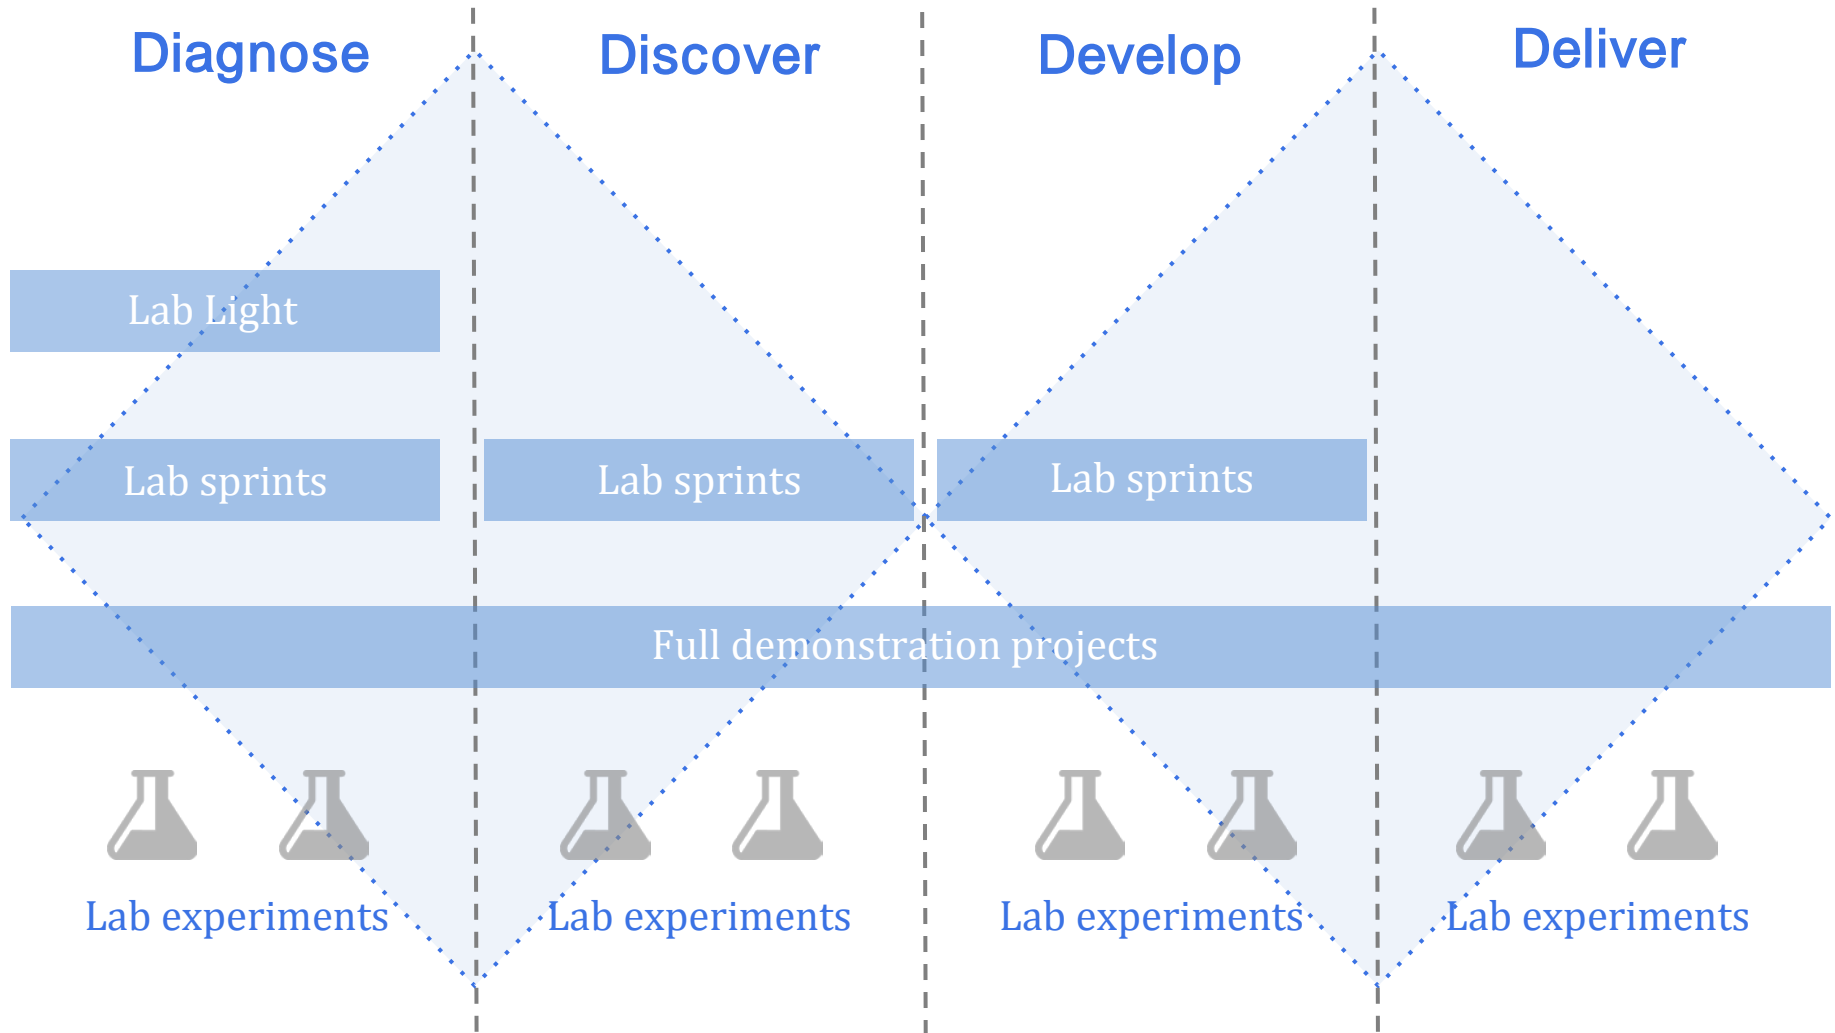 Diagnose
Discover
Develop
Deliver
Lab Light
Lab sprints
Lab sprints
Lab sprints
Full demonstration projects
Lab experiments
Lab experiments
Lab experiments
Lab experiments